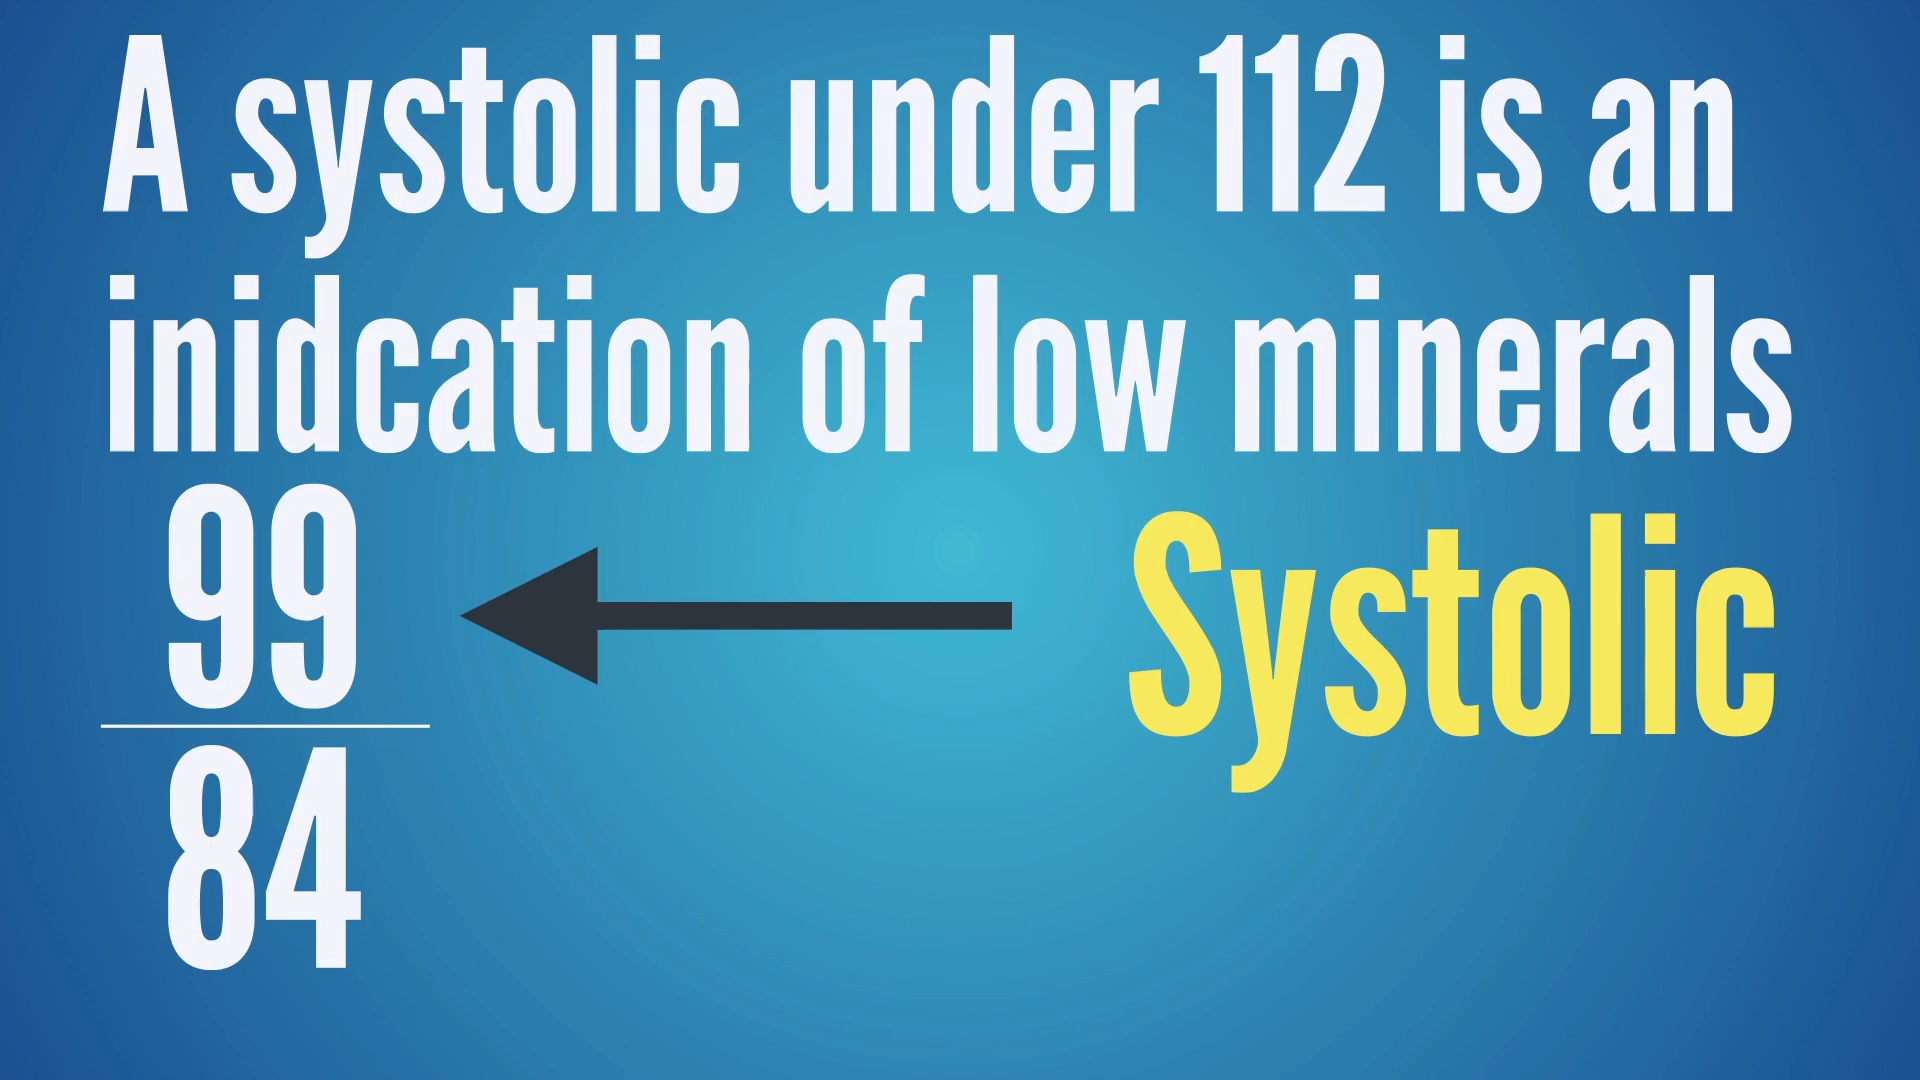 A systolic under 112 is an
inidcation of low minerals
99
Systolic
84